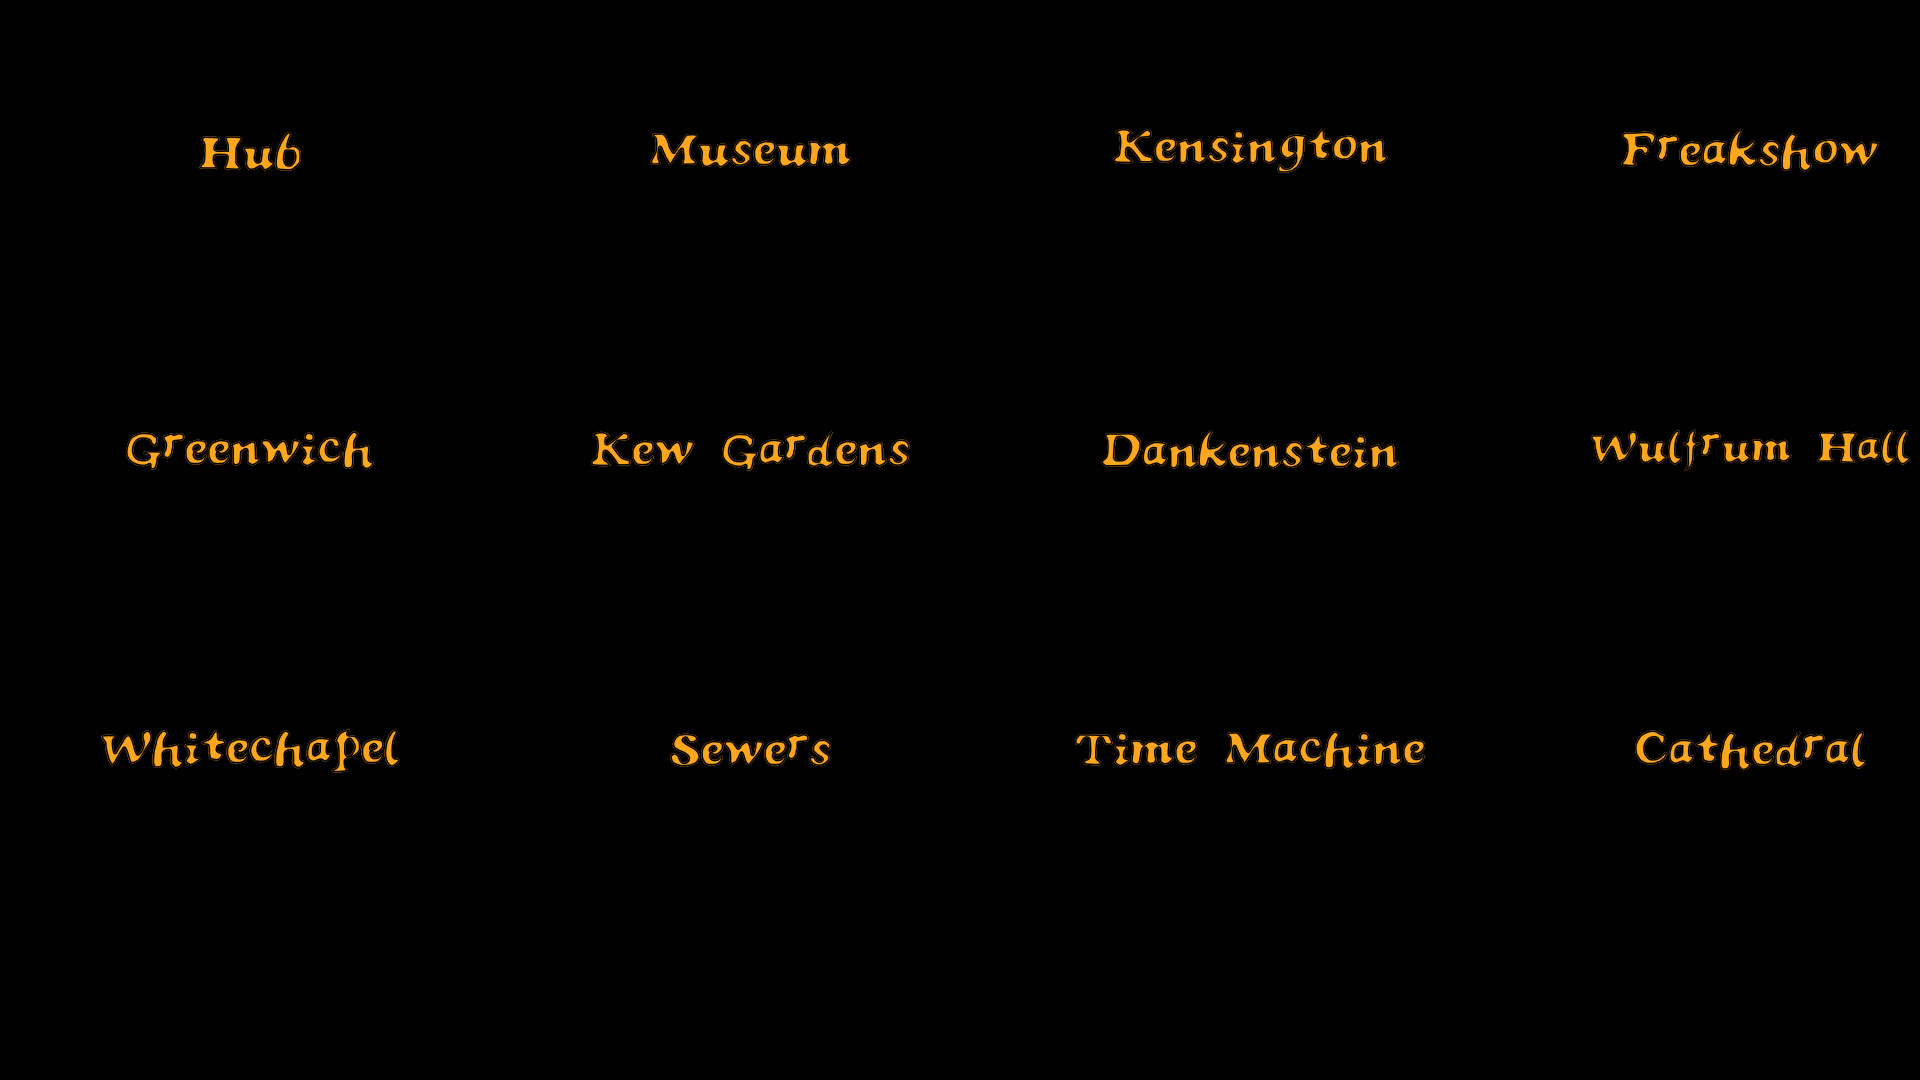 Hub Museum Kensington Freakshow
Greenwich Kew Gardens Dankenstein Wulfrum Hall
Whitechapel Sewers Time Machine Cathedral